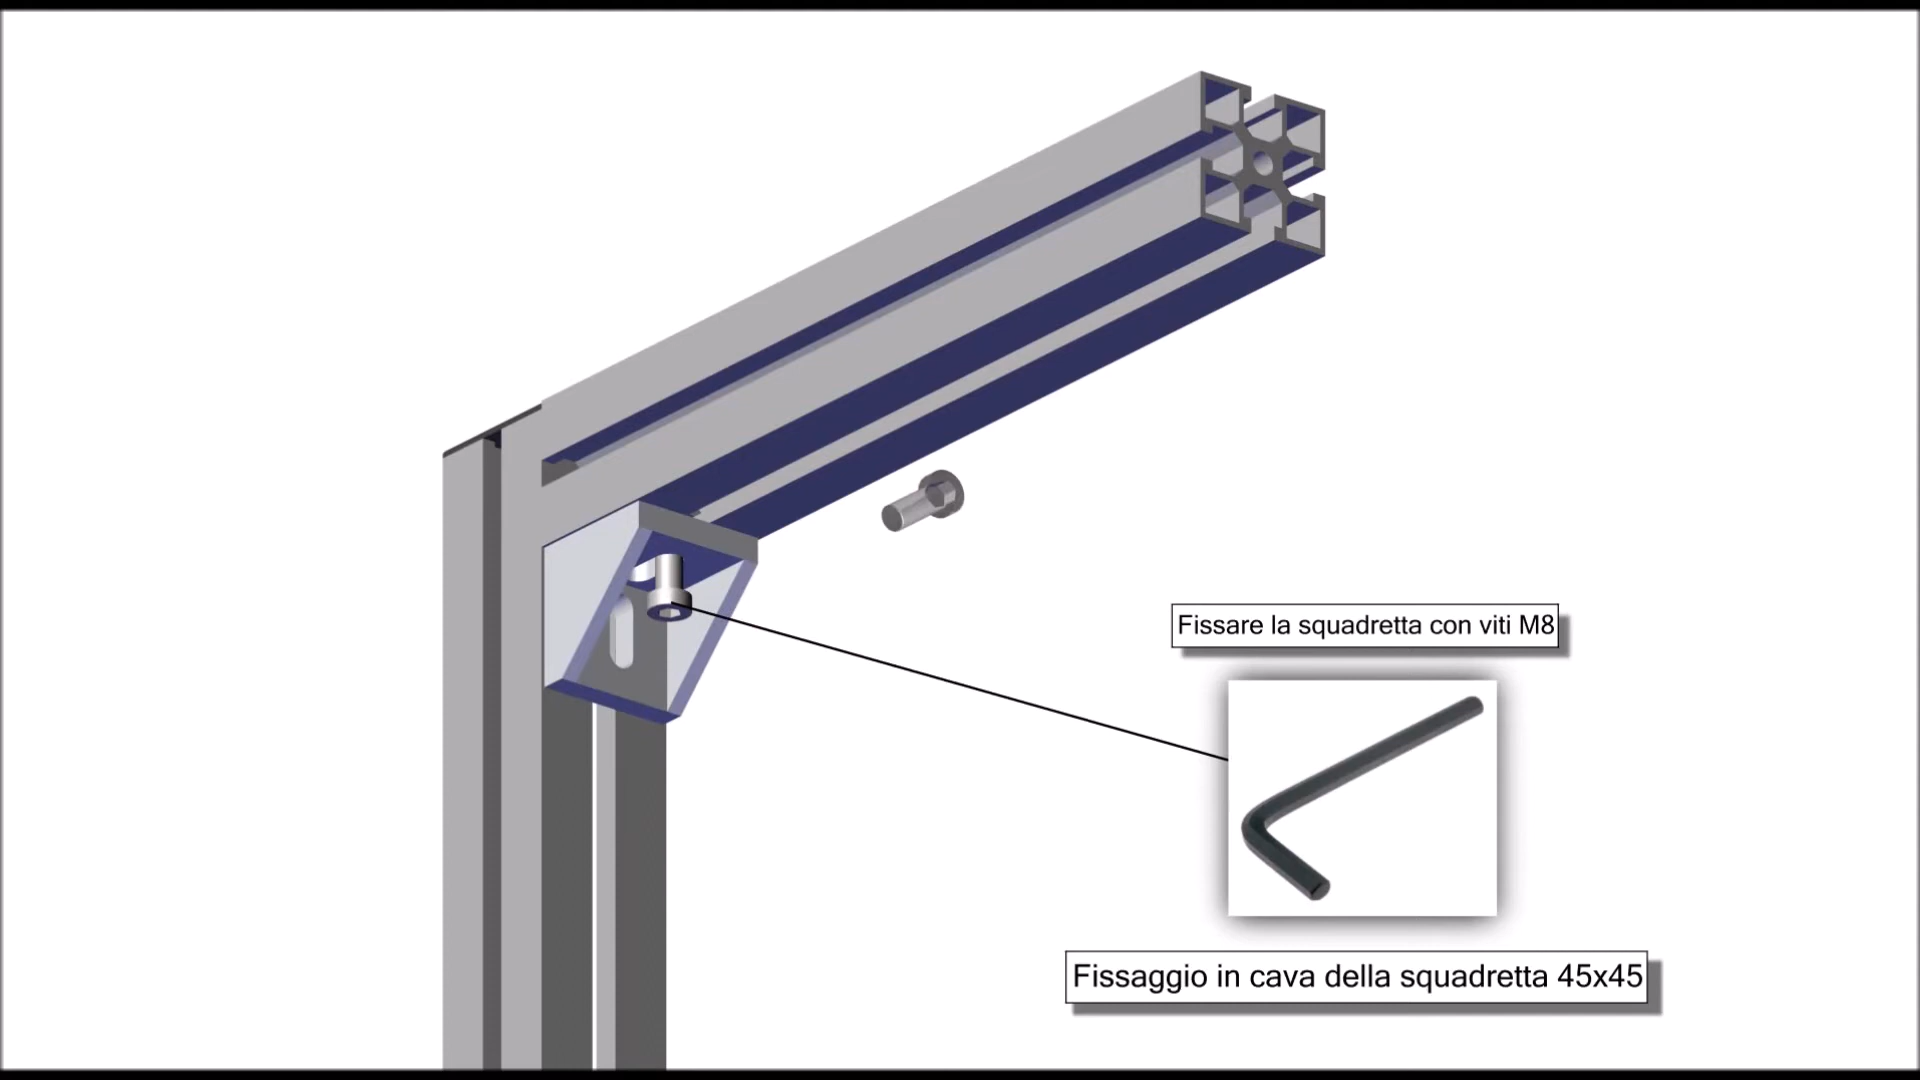 Fissare la squadretta con viti M8
Fissaggio in cava della squadretta 45x45